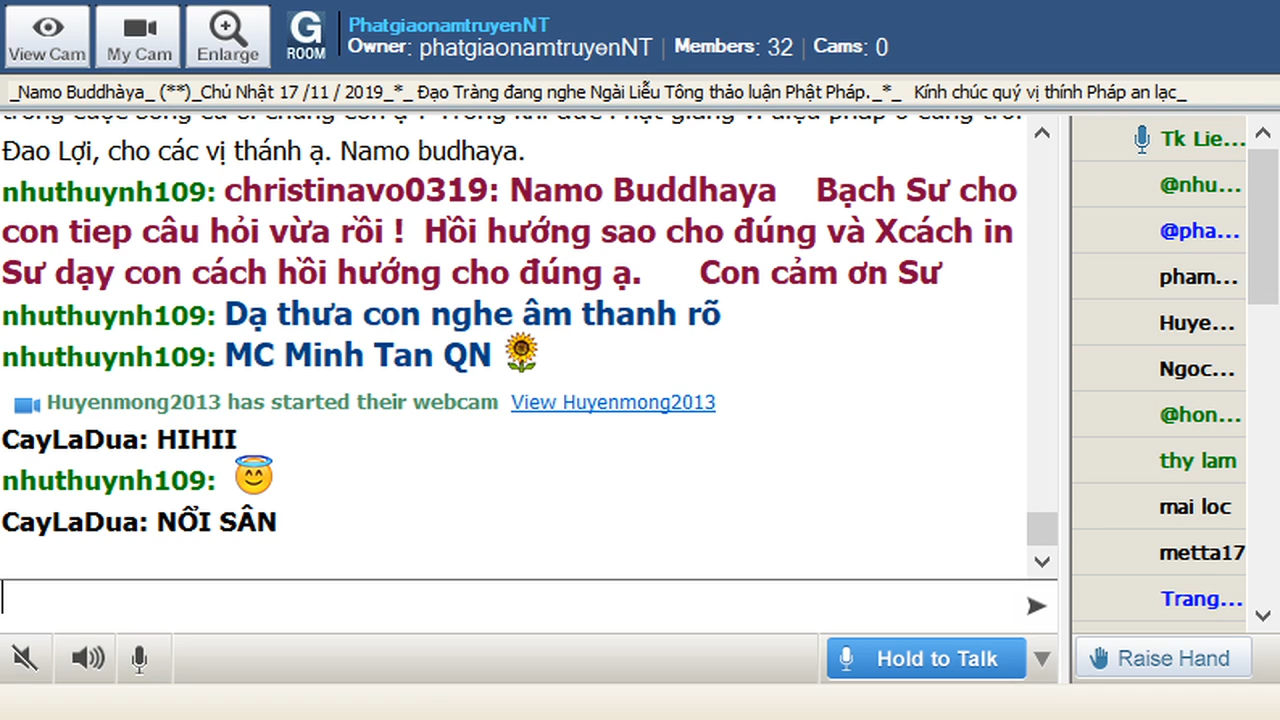 View Cam
My Cam
Enlarge
G
ROOM
PhatgiaonamtruyenNT
Owner: phatgiaonamtruyenNT | Members: 32 | Cams: 0
_Namo Buddhàya_ (**)_Chủ Nhật 17 /11 / 2019_*_ Đạo Tràng đang nghe Ngài Liễu Tông thảo luận Phật Pháp._*_ Kính chúc quý vị thính Pháp an lạc_
Đao Lợi, cho các vị thánh ạ. Namo budhaya.
nhuthuynh109: christinavo0319: Namo Buddhaya Bạch Sư cho
con tiep câu hỏi vừa rồi ! Hồi hướng sao cho đúng và Xcách in
Sư dạy con cách hồi hướng cho đúng ạ. Con cảm ơn Sư
nhuthuynh109: Dạ thưa con nghe âm thanh rõ
nhuthuynh109: MC Minh Tan QN
Huyenmong2013 has started their webcam View Huyenmong2013
CayLaDua: HIHII
nhuthuynh109:
CayLaDua: NỔI SÂN
Tk Lie...
@nhu...
@pha...
pham...
Huye...
Ngoc...
@hon...
thy lam
mai loc
metta17
Trang...
Hold to Talk
Raise Hand